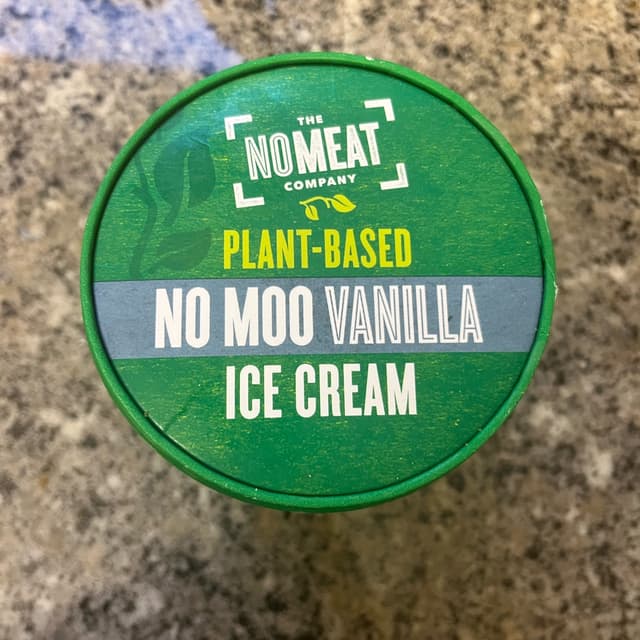 THE
NOMEAT
COMPANY
PLANT-BASED
NO MOO VANILLA
ICE CREAM